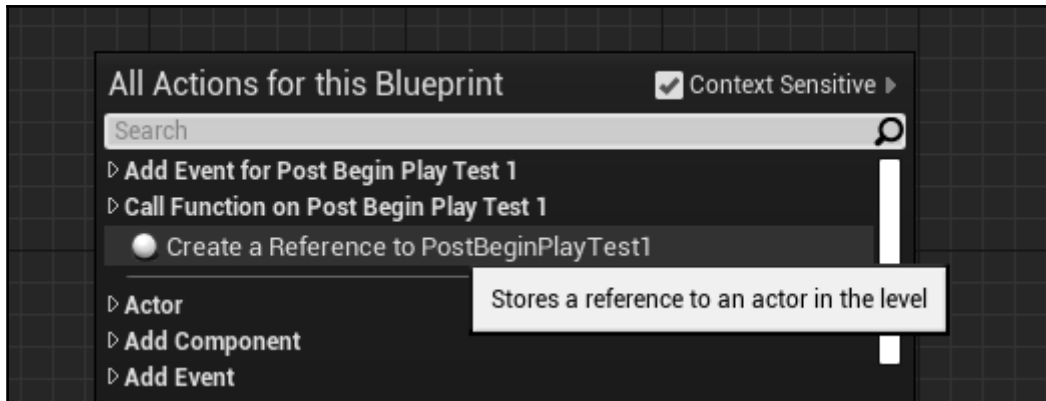 All Actions for this Blueprint Context Sensitive
Search
Add Event for Post Begin Play Test 1
Call Function on Post Begin Play Test 1
Create a Reference to PostBeginPlayTest1
Stores a reference to an actor in the level
Actor
Add Component
Add Event